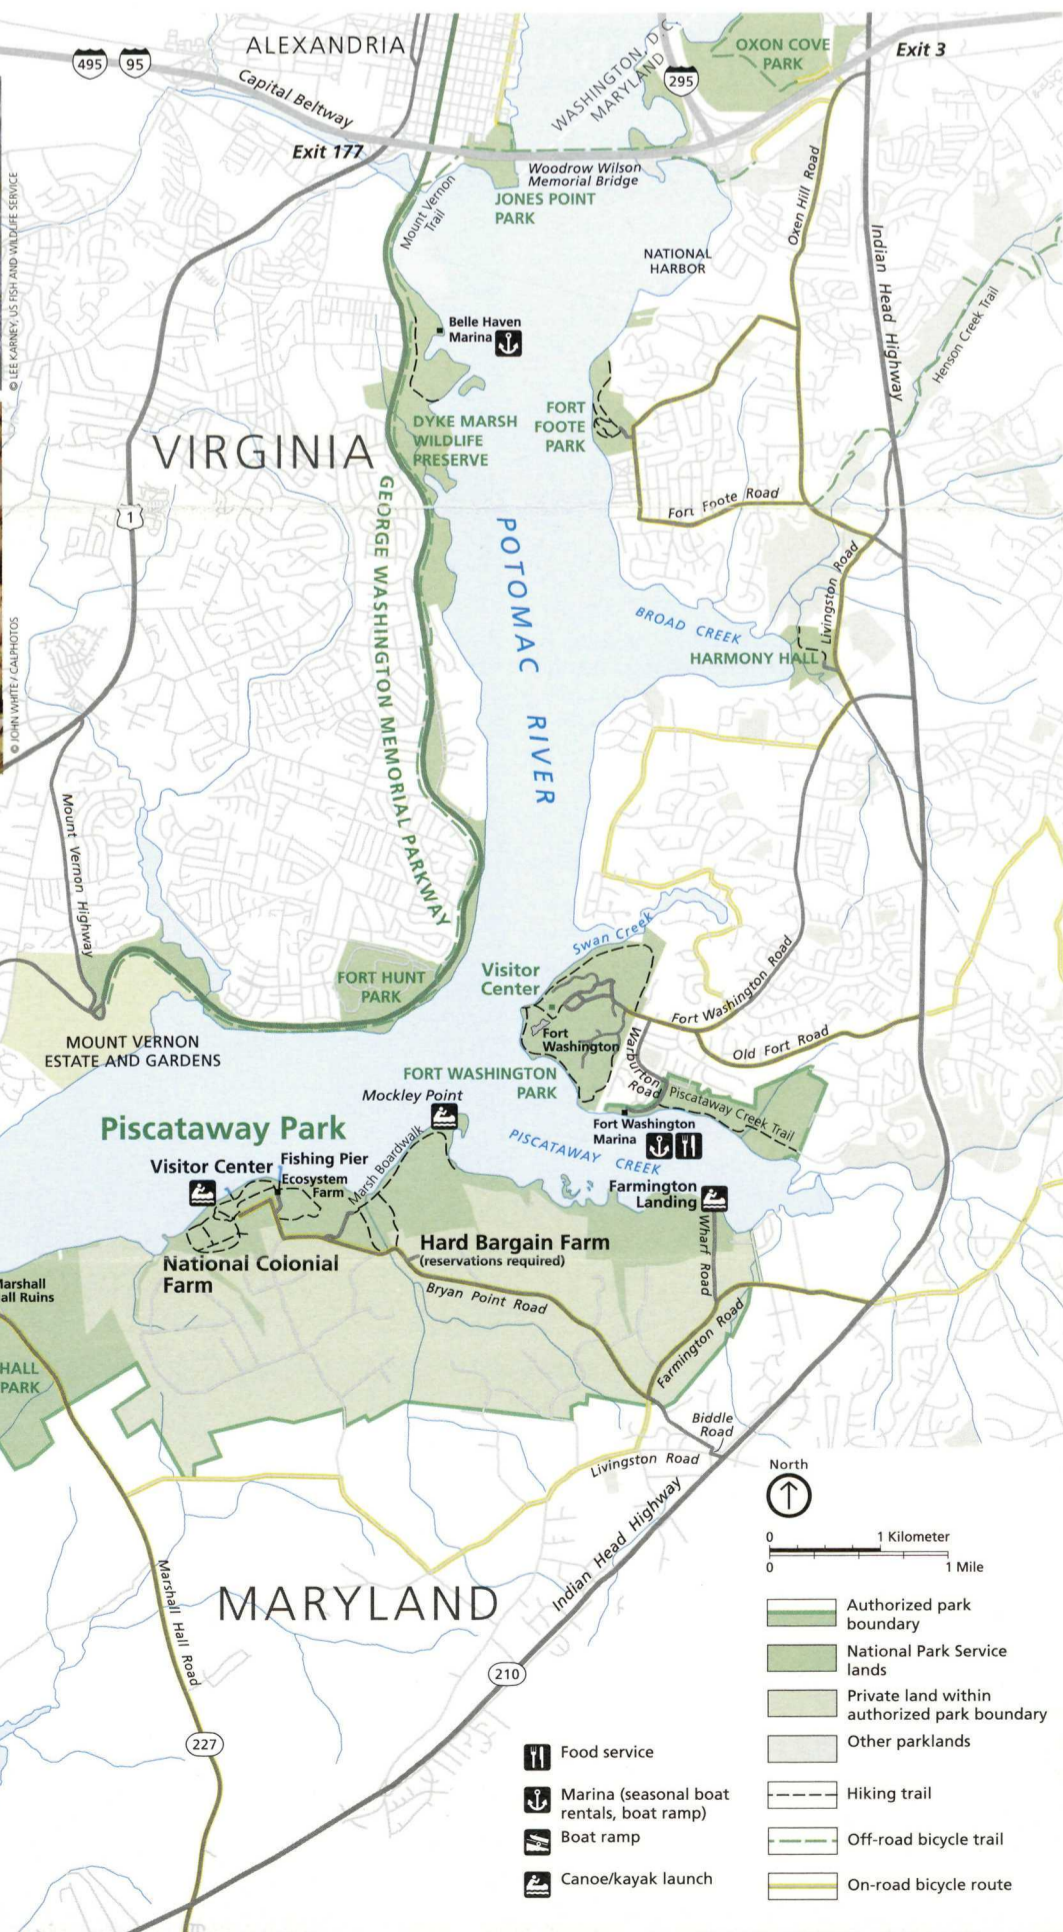 ALEXANDRIA
495
95
Capital Beltway
Exit 177
WASHINGTON, D.C.
MARYLAND
295
OXON COVE
PARK
Exit 3
Woodrow Wilson
Memorial Bridge
JONES POINT
PARK
Mount Vernon
Trail
NATIONAL
HARBOR
Oxen Hill Road
Indian Head Highway
Henson Creek Trail
© LEE KARNEY, US FISH AND WILDLIFE SERVICE
Belle Haven
Marina
DYKE MARSH
WILDLIFE
PRESERVE
FORT
FOOTE
PARK
VIRGINIA
1
Fort Foote Road
GEORGE WASHINGTON MEMORIAL PARKWAY
POTOMAC RIVER
BROAD CREEK
Livingston Road
HARMONY HALL
© JOHN WHITE / CALPHOTOS
Mount Vernon Highway
Swan Creek
FORT HUNT
PARK
Visitor
Center
Fort
Washington
Fort Washington Road
Old Fort Road
Warburton
Road
MOUNT VERNON
ESTATE AND GARDENS
FORT WASHINGTON
PARK
Mockley Point
Piscataway Creek Trail
Fort Washington
Marina
Piscataway Park
PISCATAWAY CREEK
Visitor Center
Fishing Pier
Ecosystem
Farm
Marsh Boardwalk
Farmington
Landing
Wharf Road
National Colonial
Farm
Hard Bargain Farm
(reservations required)
Bryan Point Road
Farmington Road
arshall
all Ruins
HALL
PARK
Biddle
Road
Livingston Road
Indian Head Highway
MARYLAND
Marshall Hall Road
210
227
North
0
1 Kilometer
0
1 Mile
Authorized park
boundary
National Park Service
lands
Private land within
authorized park boundary
Other parklands
Hiking trail
Off-road bicycle trail
On-road bicycle route
Food service
Marina (seasonal boat
rentals, boat ramp)
Boat ramp
Canoe/kayak launch